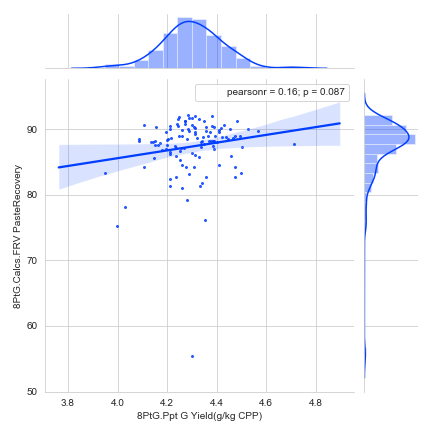 pearsonr = 0.16; p = 0.087
90
80
70
60
50
8PtG.Calcs.FRV PasteRecovery
3.8 4.0 4.2 4.4 4.6 4.8
8PtG.Ppt G Yield(g/kg CPP)